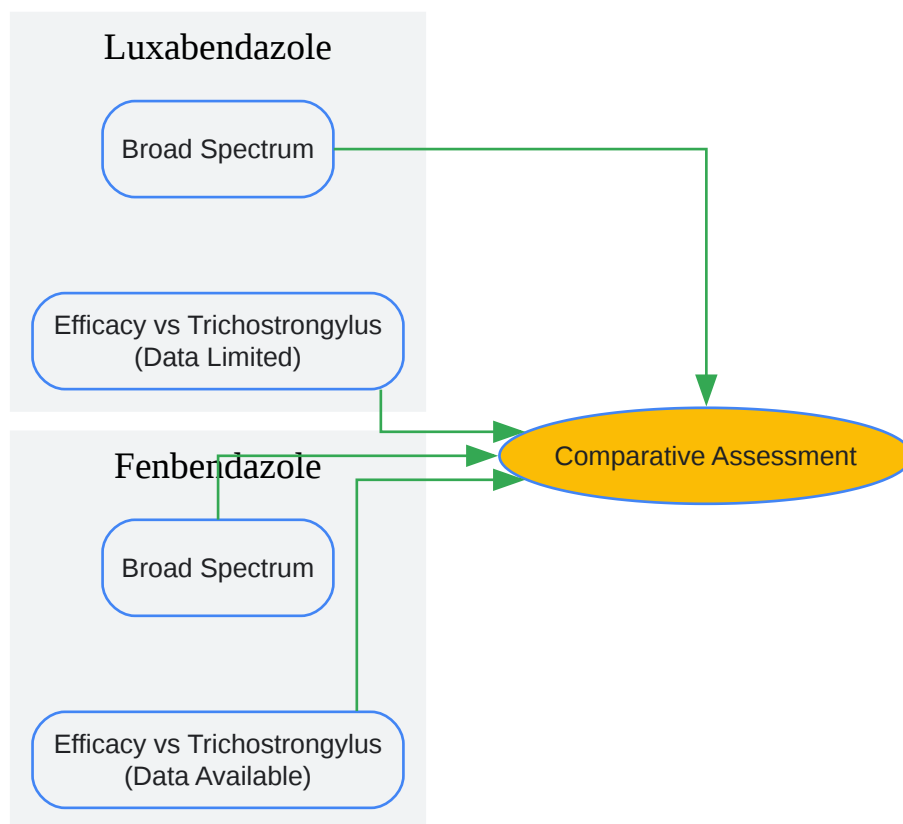 Luxabendazole
Broad Spectrum
Efficacy vs Trichostrongylus
(Data Limited)
Fenbendazole
Broad Spectrum
Efficacy vs Trichostrongylus
(Data Available)
Comparative Assessment